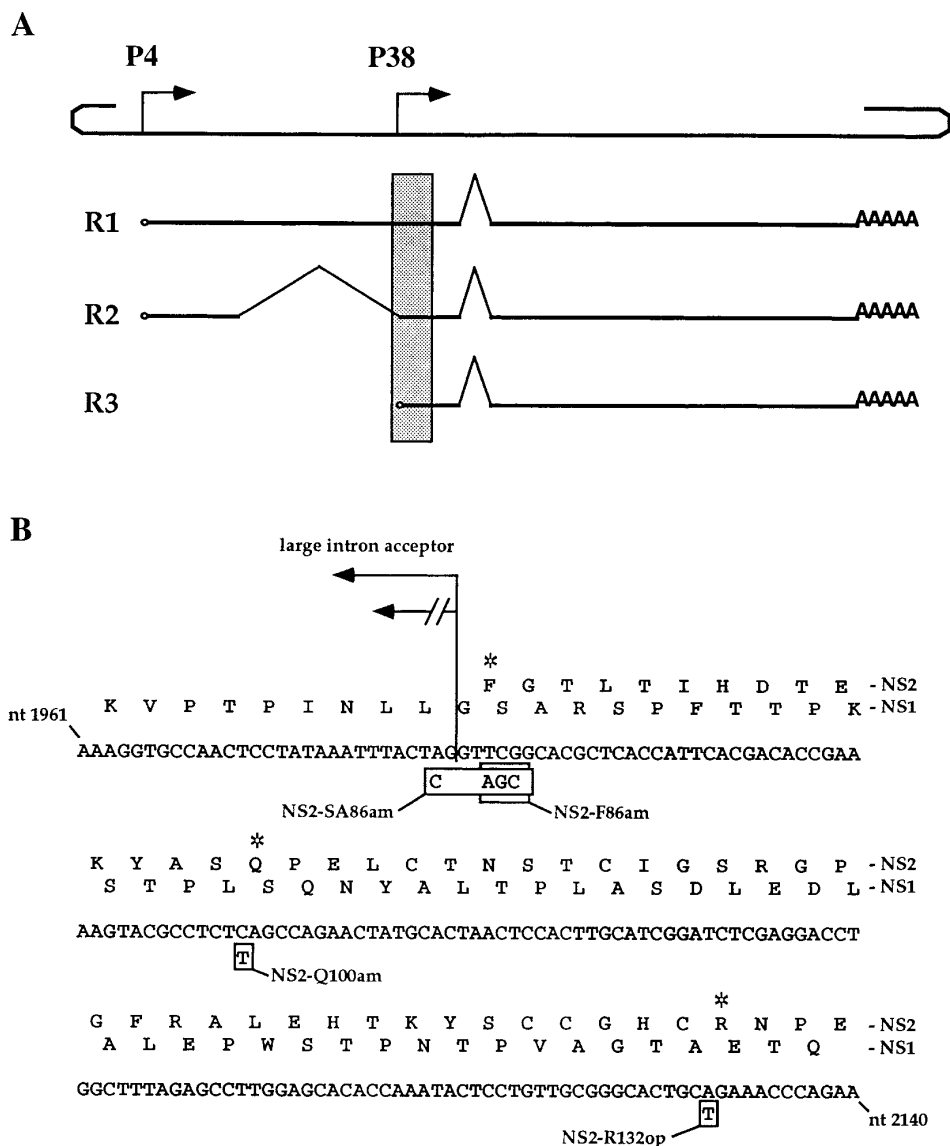 A
P4
P38
R1
AAAAA
R2
AAAAA
R3
AAAAA
B
large intron acceptor
*
F G T L T I H D T E - NS2
K V P T P I N L L G S A R S P F T T P K - NS1
nt 1961
AAAGGTGCCAACTCCTATAAATTTACTAGGTTCGGCACGCTCACCATTCACGACACCGAA
C AGC
NS2-SA86am
NS2-F86am
*
K Y A S Q P E L C T N S T C I G S R G P - NS2
S T P L S Q N Y A L T P L A S D L E D L - NS1
AAGTACGCCTCTCAGCCAGAACTATGCACTAACTCCACTTGCATCGGATCTCGAGGACCT
T
NS2-Q100am
*
G F R A L E H T K Y S C C G H C R N P E - NS2
A L E P W S T P N T P V A G T A E T Q - NS1
GGCTTTAGAGCCTTGGAGCACACCAAATACTCCTGTTGCGGGCACTGCAGAAACCCAGAA
T
NS2-R132op
nt 2140